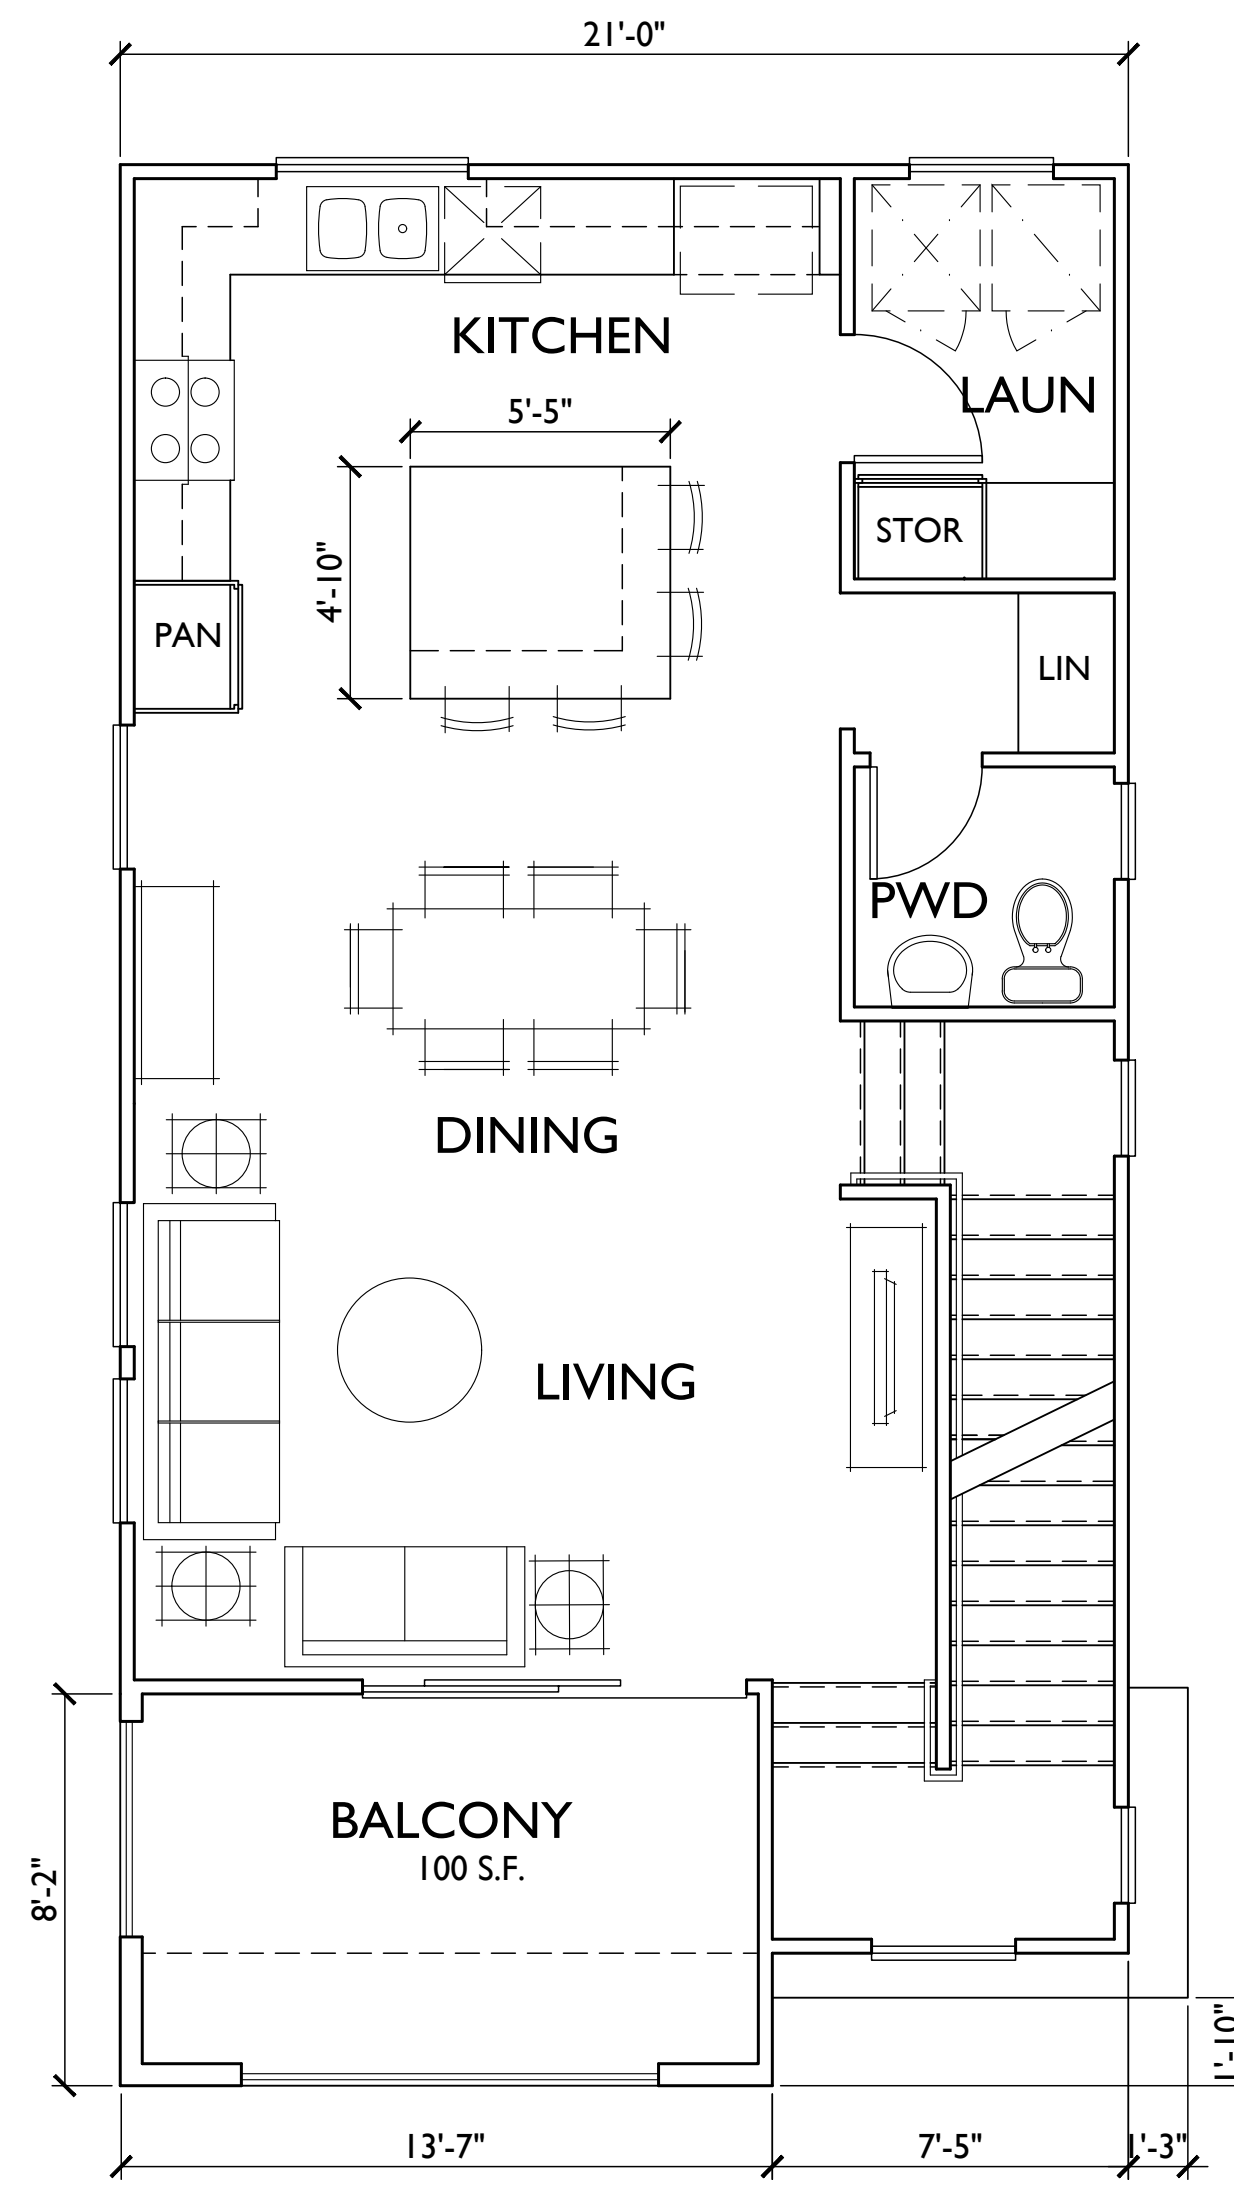 21'-0"
KITCHEN
LAUN
5'-5"
4'-10"
STOR
PAN
LIN
PWD
DINING
LIVING
BALCONY
100 S.F.
8'-2"
1'-10"
13'-7"
7'-5"
1'-3"